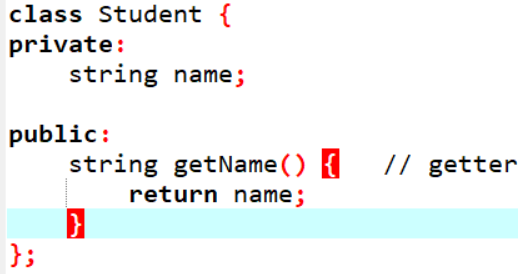 class Student {
private:
    string name;

public:
    string getName() {   // getter
        return name;
    }
};